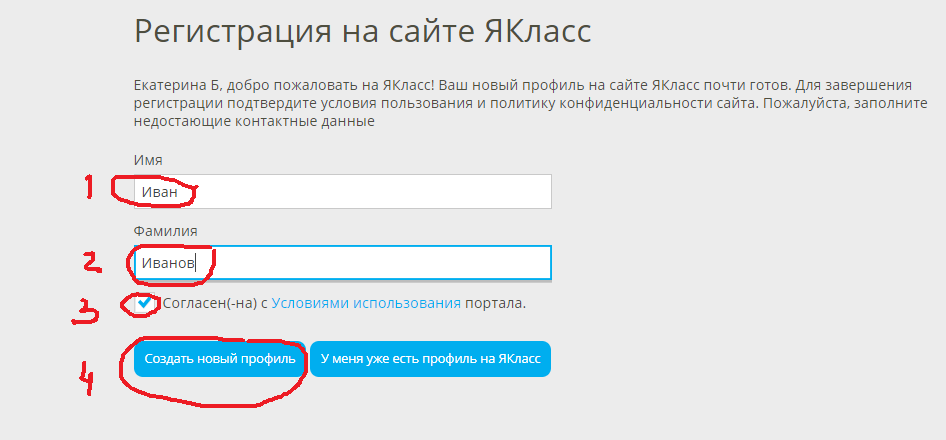 Регистрация на сайте ЯКласс
Екатерина Б, добро пожаловать на ЯКласс! Ваш новый профиль на сайте ЯКласс почти готов. Для завершения
регистрации подтвердите условия пользования и политику конфиденциальности сайта. Пожалуйста, заполните
недостающие контактные данные
Имя
1 Иван
Фамилия
2 Иванов
3 Согласен(-на) с Условиями использования портала.
4 Создать новый профиль У меня уже есть профиль на ЯКласс